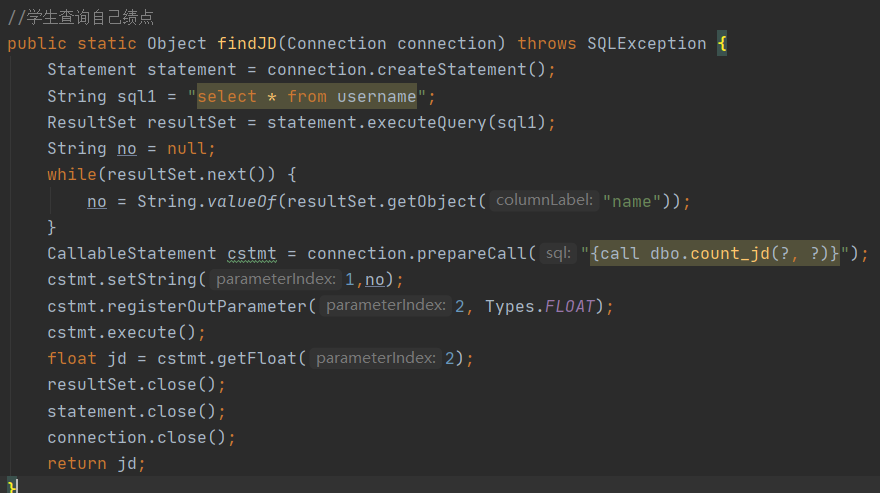 //学生查询自己绩点
public static Object findJD(Connection connection) throws SQLException {
    Statement statement = connection.createStatement();
    String sql1 = "select * from username";
    ResultSet resultSet = statement.executeQuery(sql1);
    String no = null;
    while(resultSet.next()) {
        no = String.valueOf(resultSet.getObject( columnLabel: "name"));
    }
    CallableStatement cstmt = connection.prepareCall( sql: "{call dbo.count_jd(?, ?)}");
    cstmt.setString( parameterIndex: 1,no);
    cstmt.registerOutParameter( parameterIndex: 2, Types.FLOAT);
    cstmt.execute();
    float jd = cstmt.getFloat( parameterIndex: 2);
    resultSet.close();
    statement.close();
    connection.close();
    return jd;
}